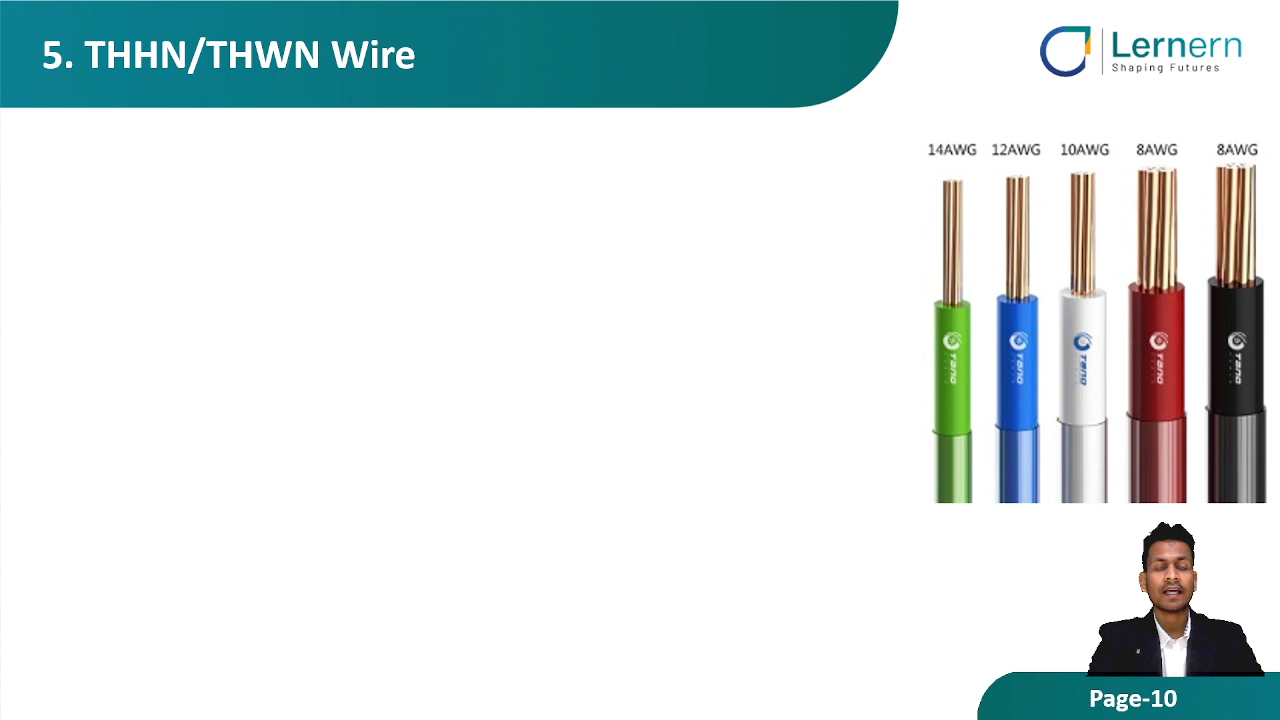 5. THHN/THWN Wire
Lernern
Shaping Futures
14AWG 12AWG 10AWG 8AWG 8AWG
Page-10